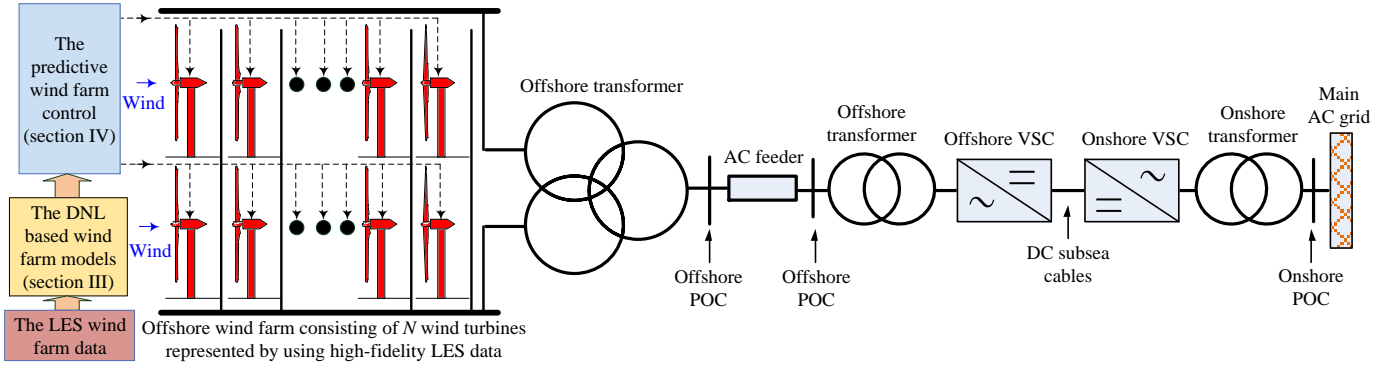 The
predictive
wind farm
control
(section IV)
The DNL
based wind
farm models
(section III)
The LES wind
farm data
Wind
Wind
Offshore wind farm consisting of N wind turbines
represented by using high-fidelity LES data
Offshore transformer
Offshore
POC
AC feeder
Offshore
POC
Offshore
transformer
Offshore VSC
DC subsea
cables
Onshore VSC
Onshore
transformer
Onshore
POC
Main
AC grid